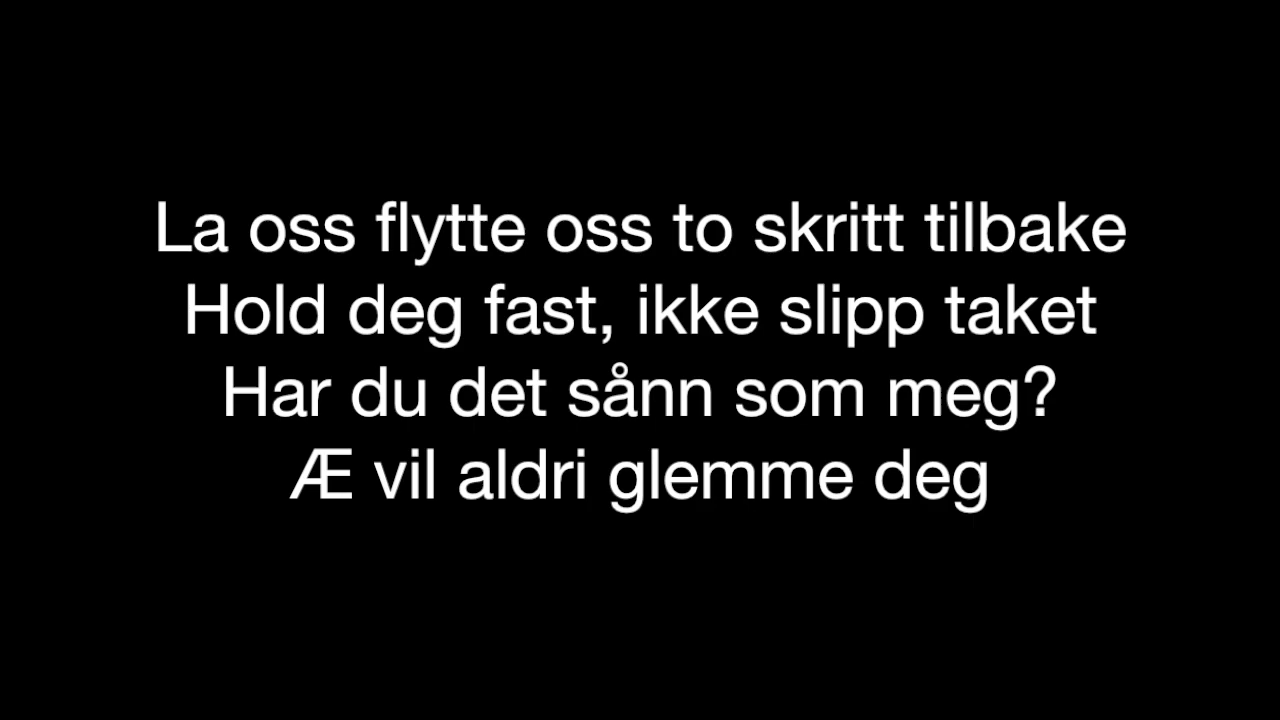 La oss flytte oss to skritt tilbake
Hold deg fast, ikke slipp taket
Har du det sånn som meg?
Æ vil aldri glemme deg